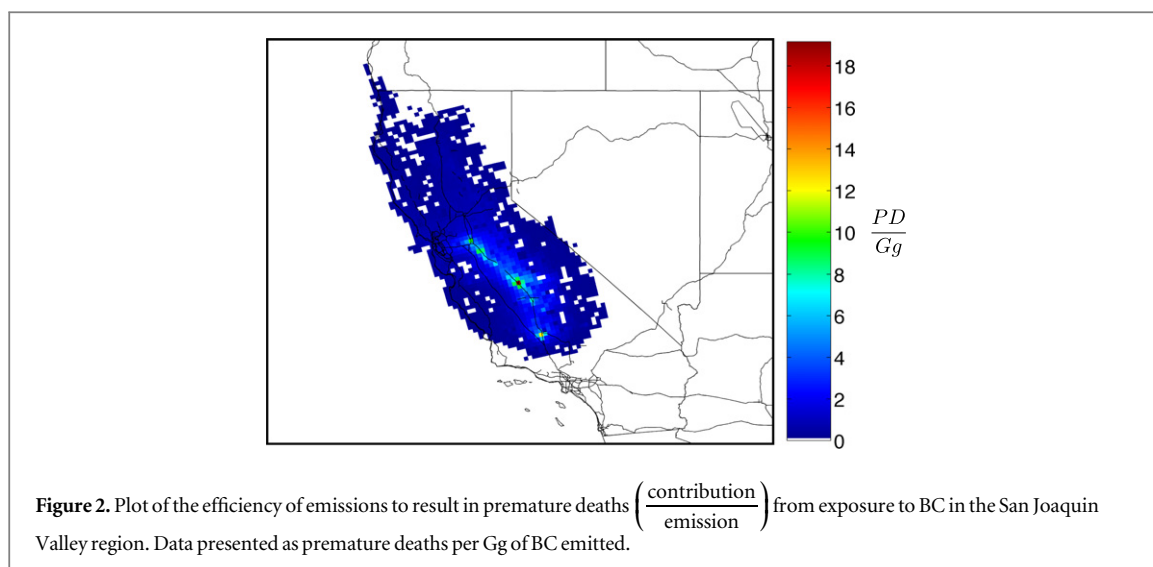 18
16
14
12
10
8
6
4
2
0
PD
Gg
Figure 2. Plot of the efficiency of emissions to result in premature deaths (contribution/emission) from exposure to BC in the San Joaquin
Valley region. Data presented as premature deaths per Gg of BC emitted.